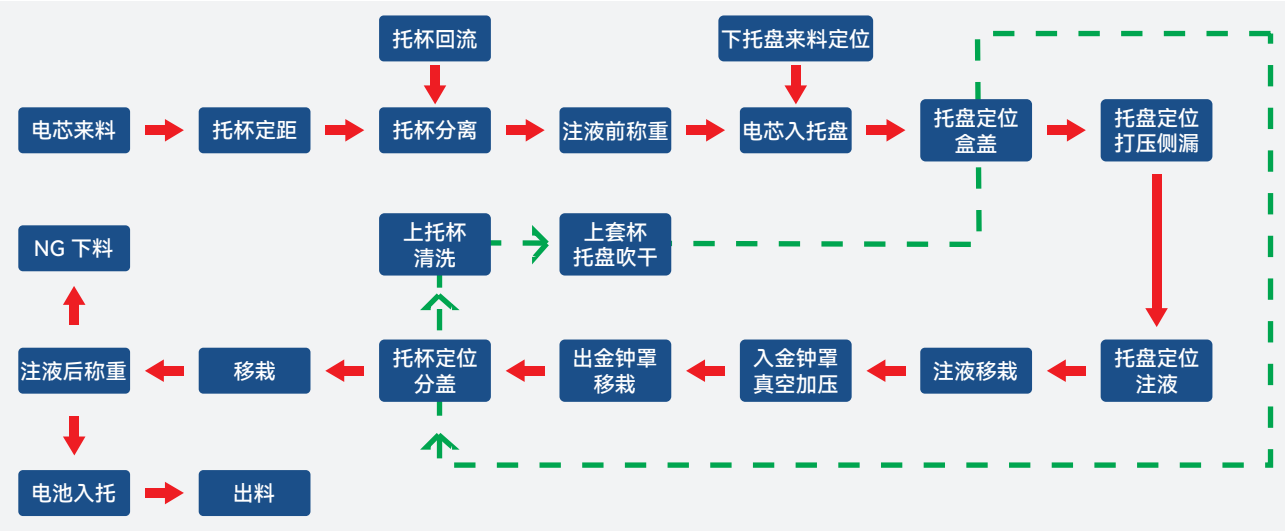 托杯回流
下托盘来料定位
电芯来料
托杯定距
托杯分离
注液前称重
电芯入托盘
托盘定位
盒盖
托盘定位
打压侧漏
NG 下料
上托杯
清洗
上套杯
托盘吹干
注液后称重
移栽
托杯定位
分盖
出金钟罩
移栽
入金钟罩
真空加压
注液移栽
托盘定位
注液
电池入托
出料